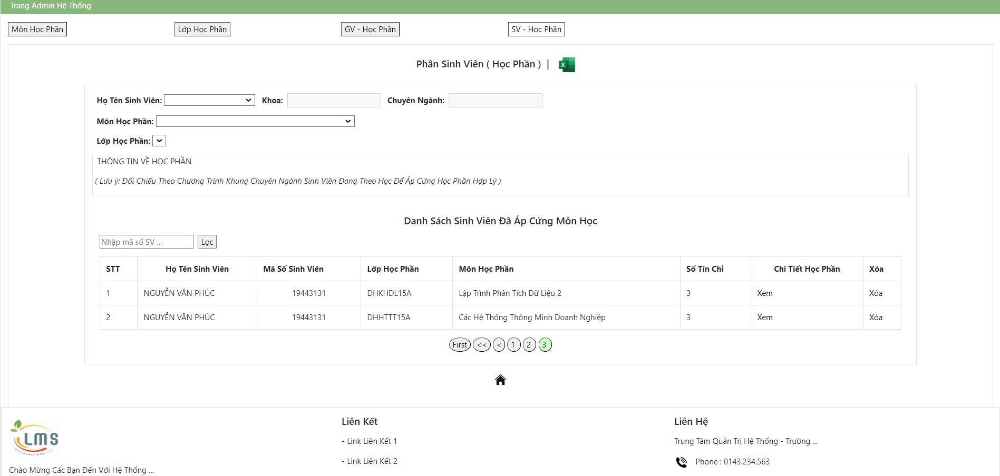 Trang Admin Hệ Thống
Môn Học Phần Lớp Học Phần GV - Học Phần SV - Học Phần
Phân Sinh Viên ( Học Phần ) |
Họ Tên Sinh Viên: Khoa: Chuyên Ngành:
Môn Học Phần:
Lớp Học Phần:
THÔNG TIN VỀ HỌC PHẦN
( Lưu ý: Đối Chiếu Theo Chương Trình Khung Chuyên Ngành Sinh Viên Đang Theo Học Để Áp Cứng Học Phần Hợp Lý )
Danh Sách Sinh Viên Đã Áp Cứng Môn Học
Nhập mã số SV ... Lọc
STT Họ Tên Sinh Viên Mã Số Sinh Viên Lớp Học Phần Môn Học Phần Số Tín Chỉ Chi Tiết Học Phần Xóa
1 NGUYỄN VĂN PHÚC 19443131 DHKHDL15A Lập Trình Phân Tích Dữ Liệu 2 3 Xem Xóa
2 NGUYỄN VĂN PHÚC 19443131 DHHTTT15A Các Hệ Thống Thông Minh Doanh Nghiệp 3 Xem Xóa
First << < 1 2 3
LMS
DISTRIBUTORS LLC
Chào Mừng Các Bạn Đến Với Hệ Thống ...
Liên Kết
- Link Liên Kết 1
- Link Liên Kết 2
Liên Hệ
Trung Tâm Quản Trị Hệ Thống - Trường ...
Phone : 0143.234.563